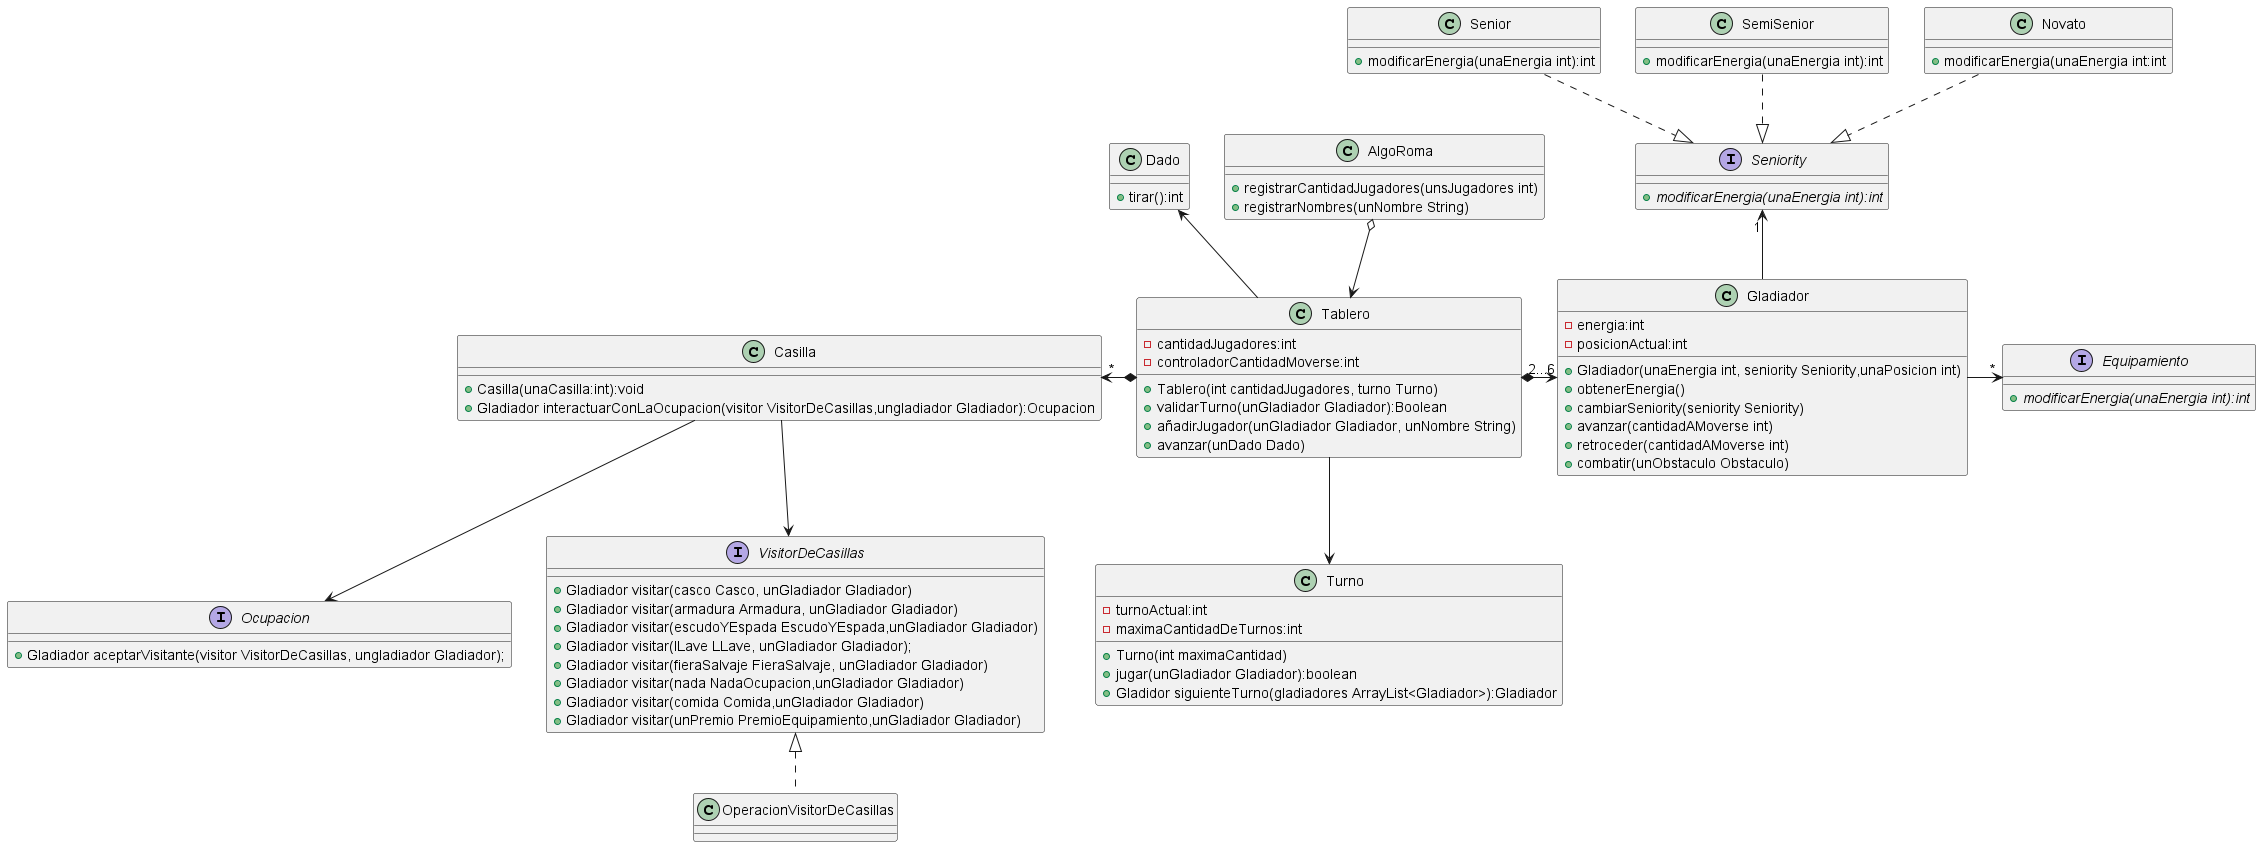 C Senior
+ modificarEnergia(unaEnergia int):int
C SemiSenior
+ modificarEnergia(unaEnergia int):int
C Novato
+ modificarEnergia(unaEnergia int:int
C Dado
+ tirar():int
C AlgoRoma
+ registrarCantidadJugadores(unsJugadores int)
+ registrarNombres(unNombre String)
I Seniority
+ modificarEnergia(unaEnergia int):int
1
C Casilla
+ Casilla(unaCasilla:int):void
+ Gladiador interactuarConLaOcupacion(visitor VisitorDeCasillas,ungladiador Gladiador):Ocupacion
*
C Tablero
cantidadJugadores:int
controladorCantidadMoverse:int
Tablero(int cantidadJugadores, turno Turno)
validarTurno(unGladiador Gladiador):Boolean
añadirJugador(unGladiador Gladiador, unNombre String)
avanzar(unDado Dado)
2...6
C Gladiador
energia:int
posicionActual:int
Gladiador(unaEnergia int, seniority Seniority,unaPosicion int)
obtenerEnergia()
cambiarSeniority(seniority Seniority)
avanzar(cantidadAMoverse int)
retroceder(cantidadAMoverse int)
combatir(unObstaculo Obstaculo)
*
I Equipamiento
modificarEnergia(unaEnergia int):int
I Ocupacion
Gladiador aceptarVisitante(visitor VisitorDeCasillas, ungladiador Gladiador);
I VisitorDeCasillas
Gladiador visitar(casco Casco, unGladiador Gladiador)
Gladiador visitar(armadura Armadura, unGladiador Gladiador)
Gladiador visitar(escudoYEspada EscudoYEspada,unGladiador Gladiador)
Gladiador visitar(lLave LLave, unGladiador Gladiador);
Gladiador visitar(fieraSalvaje FieraSalvaje, unGladiador Gladiador)
Gladiador visitar(nada NadaOcupacion,unGladiador Gladiador)
Gladiador visitar(comida Comida,unGladiador Gladiador)
Gladiador visitar(unPremio PremioEquipamiento,unGladiador Gladiador)
C Turno
turnoActual:int
maximaCantidadDeTurnos:int
Turno(int maximaCantidad)
jugar(unGladiador Gladiador):boolean
Gladidor siguienteTurno(gladiadores ArrayList<Gladiador>):Gladiador
C OperacionVisitorDeCasillas